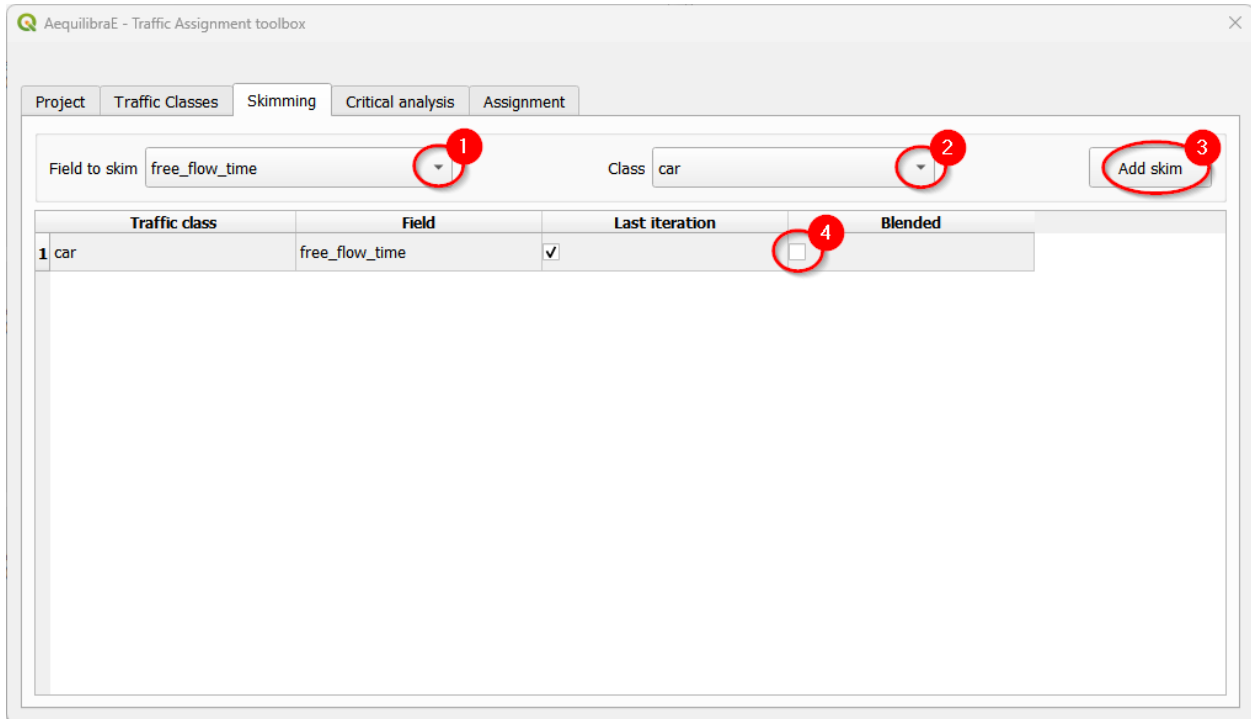 AequilibraE - Traffic Assignment toolbox
Project Traffic Classes Skimming Critical analysis Assignment
1 2 3
Field to skim free_flow_time Class car Add skim
Traffic class Field Last iteration Blended
4
1 car free_flow_time